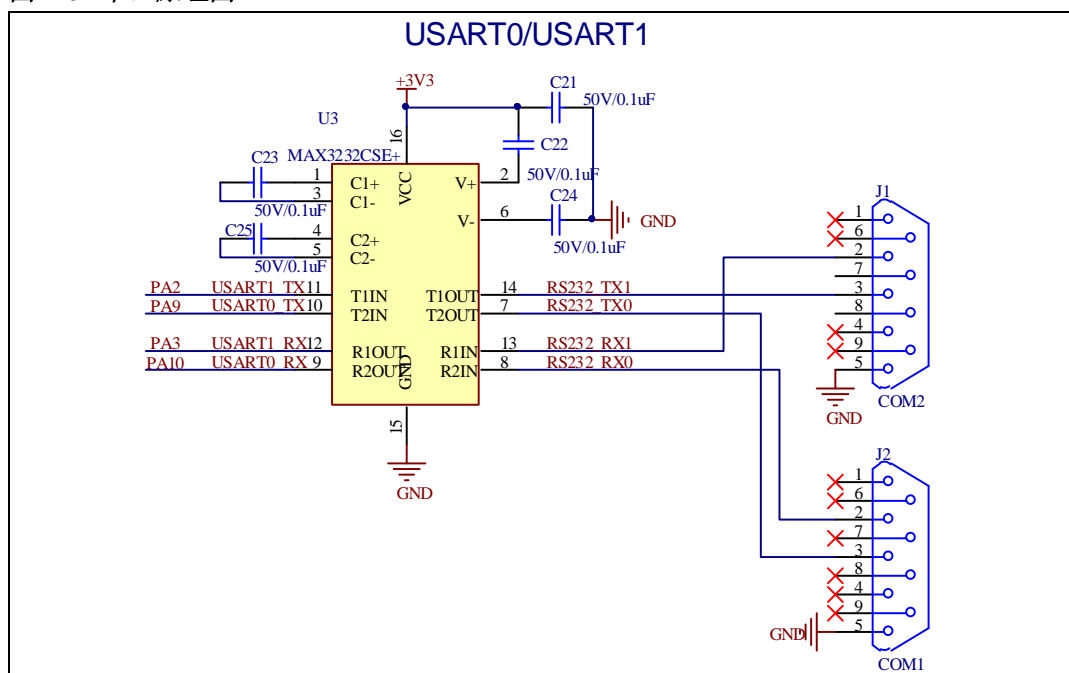 USART0/USART1
+3V3
C21
50V/0.1uF
U3
16
C22
MAX3232CSE+
C23
1
C1+
VCC
V+
2
50V/0.1uF
3
C1-
C24
50V/0.1uF
V-
6
GND
C25
4
C2+
5
C2-
50V/0.1uF
50V/0.1uF
PA2
USART1_TX
11
T1IN
T1OUT
14
RS232_TX1
PA9
USART0_TX
10
T2IN
T2OUT
7
RS232_TX0
PA3
USART1_RX
12
R1OUT
R1IN
13
RS232_RX1
PA10
USART0_RX
9
R2OUT
GND
R2IN
8
RS232_RX0
15
GND
J1
1
6
2
7
3
8
4
9
5
GND
COM2
J2
1
6
2
7
3
8
4
9
5
GND
COM1